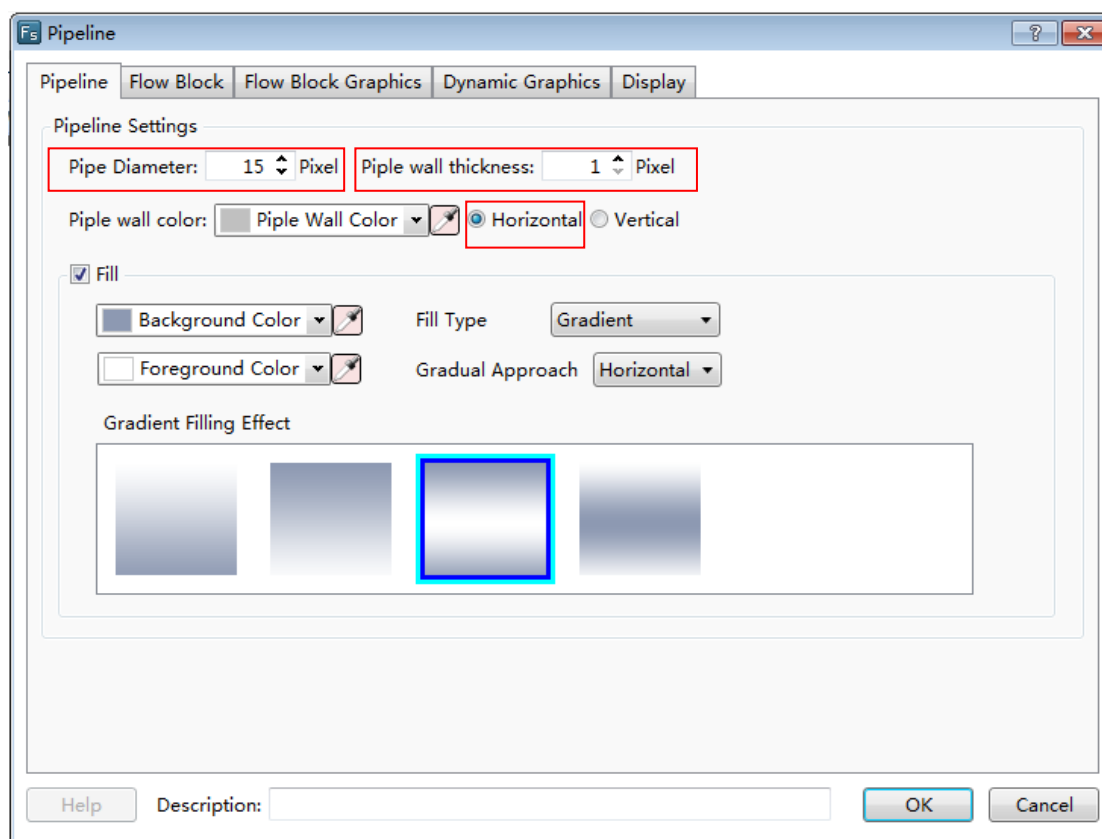 Fs Pipeline
Pipeline Flow Block Flow Block Graphics Dynamic Graphics Display
Pipeline Settings
Pipe Diameter: 15 Pixel Piple wall thickness: 1 Pixel
Piple wall color: Piple Wall Color Horizontal Vertical
Fill
Background Color Fill Type Gradient
Foreground Color Gradual Approach Horizontal
Gradient Filling Effect
Help Description: OK Cancel